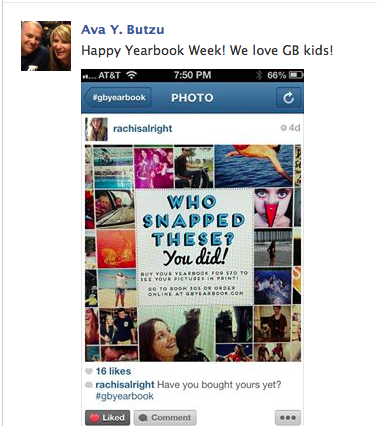 Ava Y. Butzu
Happy Yearbook Week! We love GB kids!
AT&T 7:50 PM 66%
#gbyearbook PHOTO
rachisalright 4d
WHO
SNAPPED
THESE?
You did!
BUY YOUR YEARBOOK FOR $70 TO
SEE YOUR PICTURES IN PRINT!
GO TO ROOM 305 OR ORDER
ONLINE AT GBYEARBOOK.COM
16 likes
rachisalright Have you bought yours yet?
#gbyearbook
Liked Comment